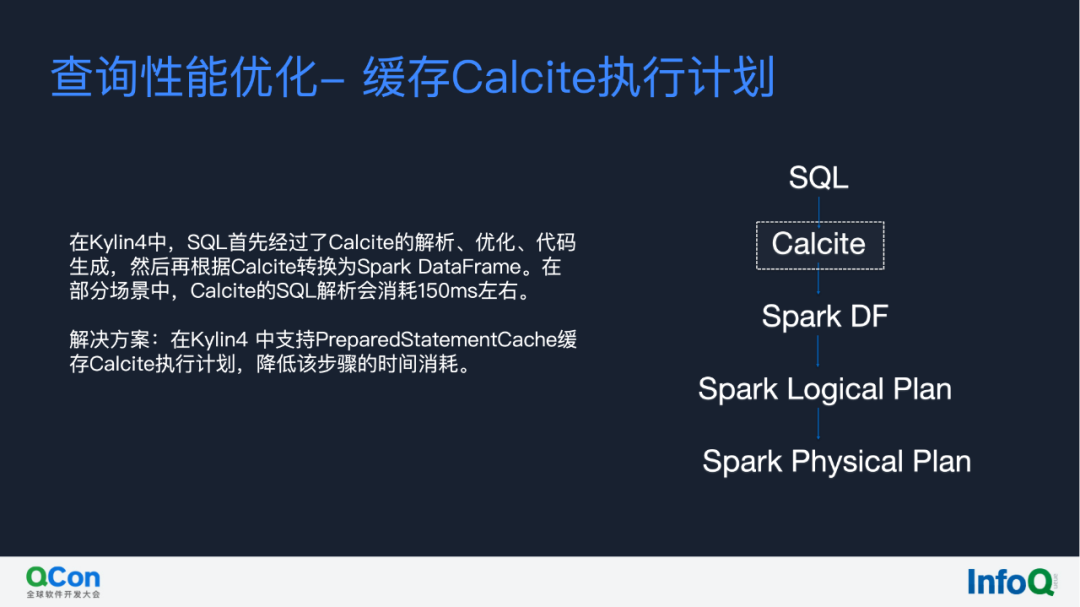 查询性能优化– 缓存Calcite执行计划
在Kylin4中，SQL首先经过了Calcite的解析、优化、代码
生成，然后再根据Calcite转换为Spark DataFrame。在
部分场景中，Calcite的SQL解析会消耗150ms左右。
解决方案：在Kylin4 中支持PreparedStatementCache缓
存Calcite执行计划，降低该步骤的时间消耗。
SQL
Calcite
Spark DF
Spark Logical Plan
Spark Physical Plan
QCon
全球软件开发大会
InfoQ